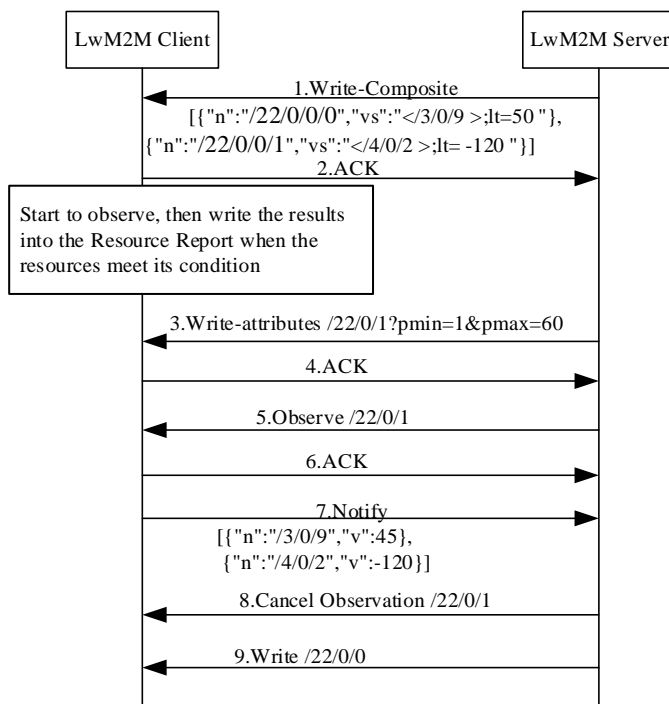 LwM2M Client
LwM2M Server
1.Write-Composite
[{"n":"/22/0/0/0","vs":"</3/0/9 >;lt=50 "},
{"n":"/22/0/0/1","vs":"</4/0/2 >;lt= -120 "}]
2.ACK
Start to observe, then write the results
into the Resource Report when the
resources meet its condition
3.Write-attributes /22/0/1?pmin=1&pmax=60
4.ACK
5.Observe /22/0/1
6.ACK
7.Notify
[{"n":"/3/0/9","v":45},
{"n":"/4/0/2","v":-120}]
8.Cancel Observation /22/0/1
9.Write /22/0/0